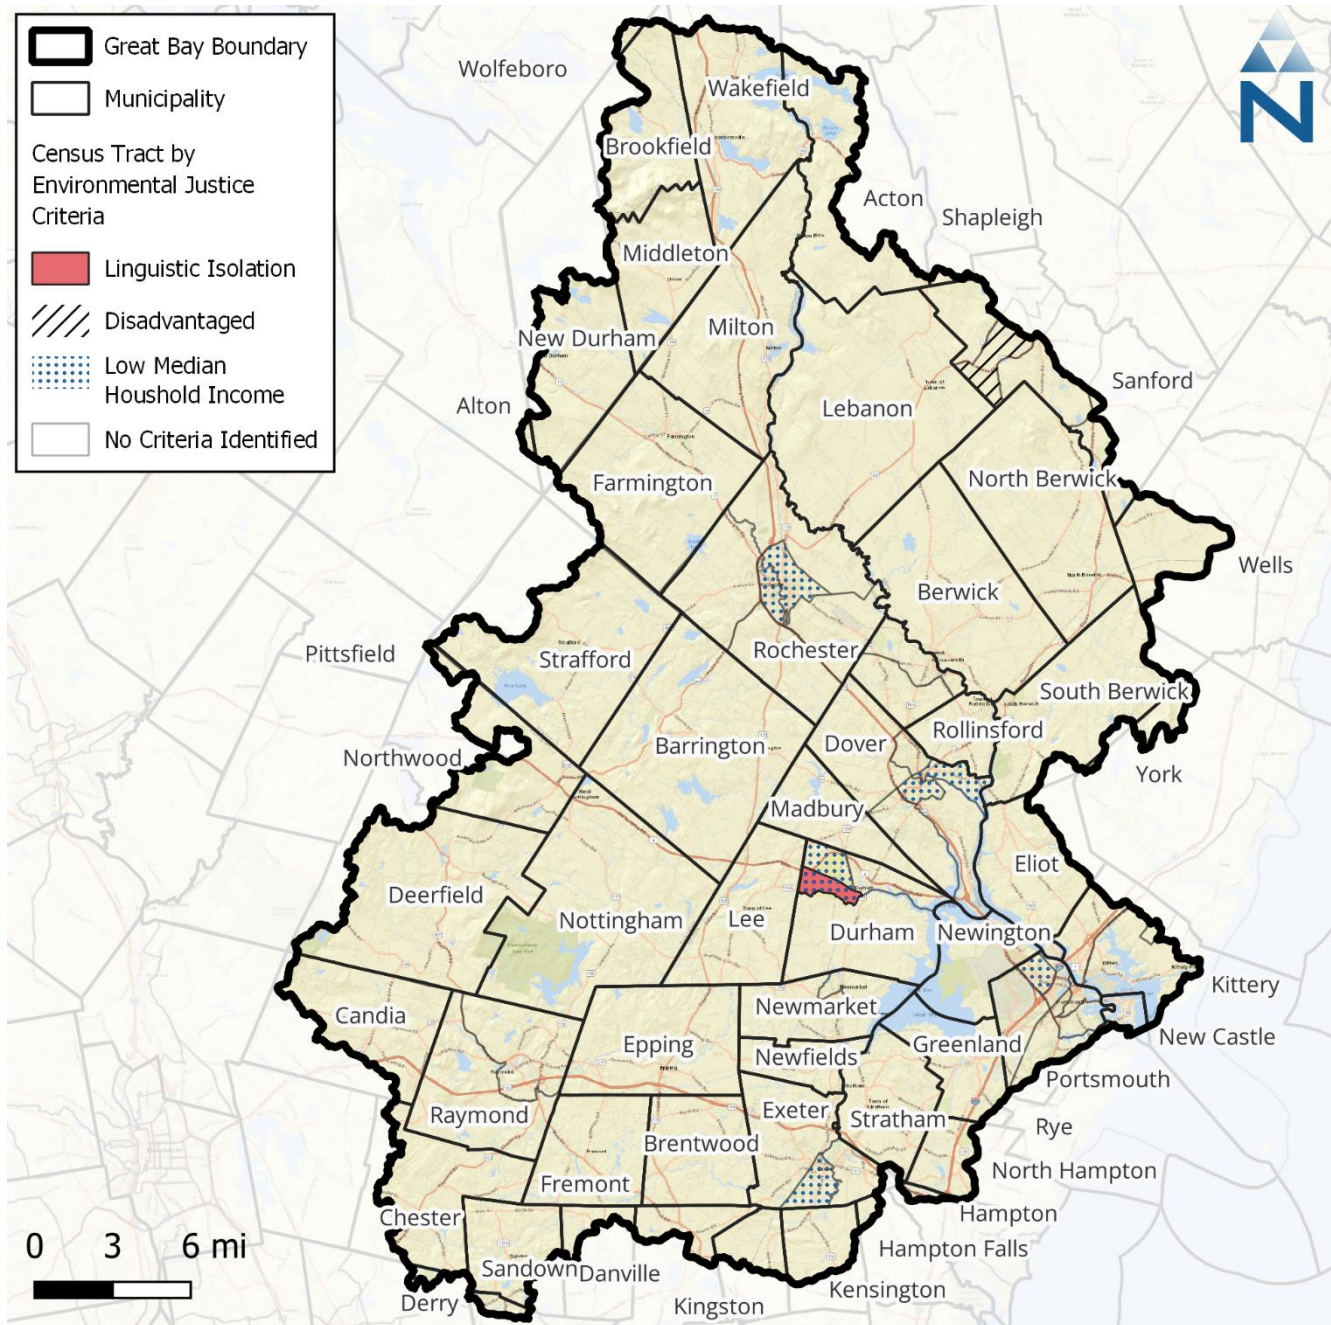 Great Bay Boundary
Municipality
Census Tract by
Environmental Justice
Criteria
Linguistic Isolation
Disadvantaged
Low Median
Houshold Income
No Criteria Identified
N
Wolfeboro
Wakefield
Brookfield
Acton
Shapleigh
Middleton
New Durham
Milton
Sanford
Alton
Lebanon
North Berwick
Farmington
Wells
Berwick
Pittsfield
Strafford
Rochester
South Berwick
Northwood
Barrington
Dover
Rollinsford
York
Madbury
Eliot
Deerfield
Nottingham
Lee
Durham
Newington
Kittery
Candia
Newmarket
New Castle
Epping
Newfields
Greenland
Portsmouth
Raymond
Exeter
Stratham
Rye
Brentwood
North Hampton
Fremont
Hampton
Chester
Hampton Falls
Sandown
Danville
Kensington
Derry
Kingston
0 3 6 mi